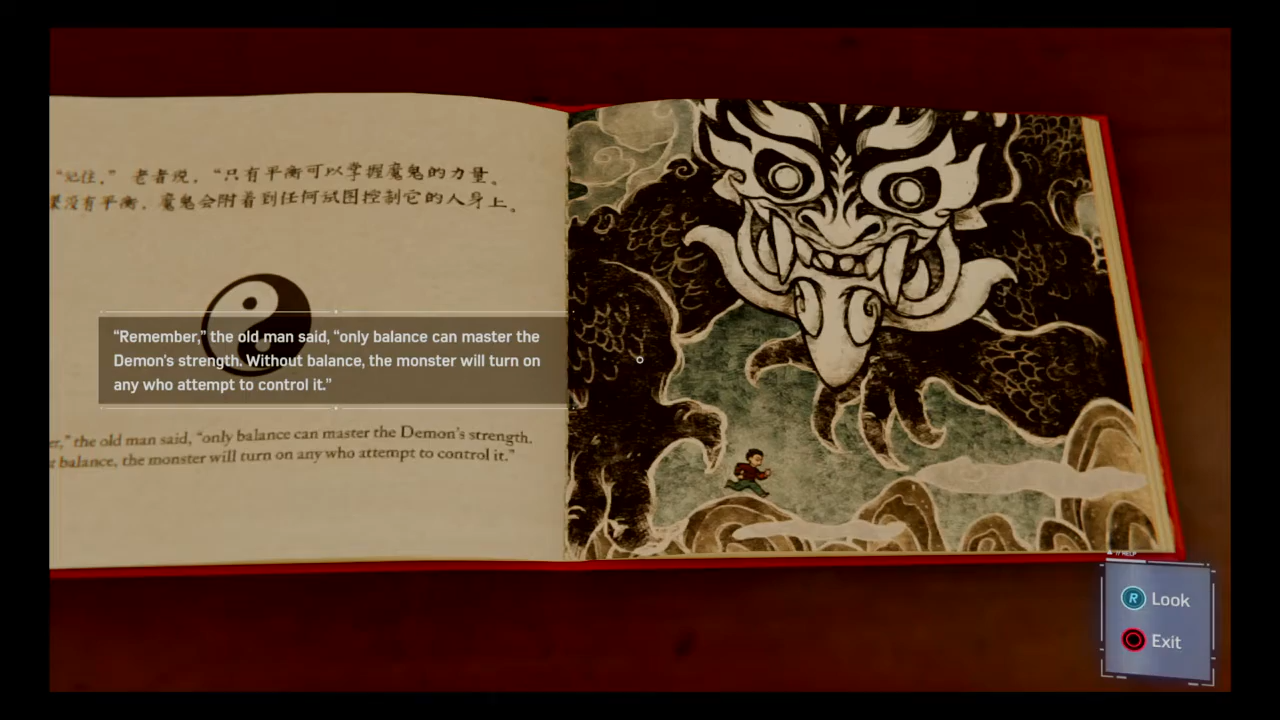 “记住，” 老者说，“只有平衡可以掌握魔鬼的力量。
没有平衡，魔鬼会附着到任何试图控制它的人身上。
“Remember,” the old man said, “only balance can master the
Demon's strength. Without balance, the monster will turn on
any who attempt to control it.”
er,” the old man said, “only balance can master the Demon's strength.
t balance, the monster will turn on any who attempt to control it.”
// HELP
R Look
Exit